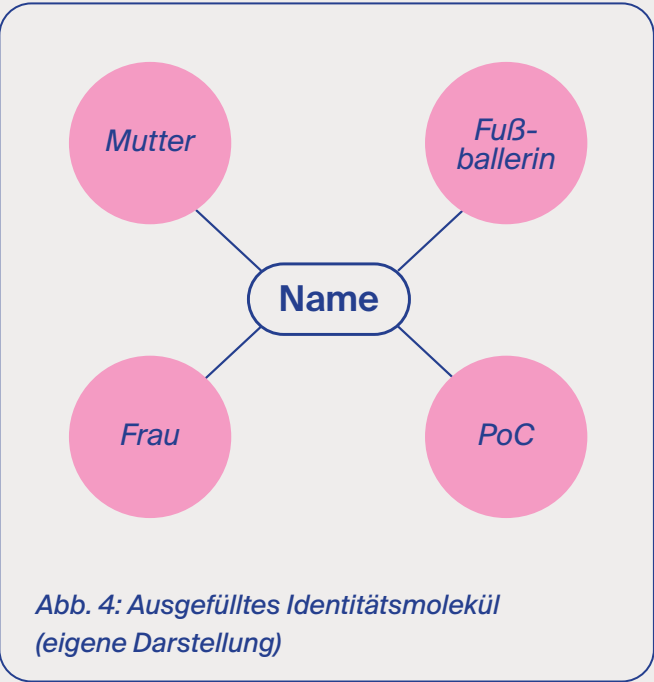 Mutter
Fuß-
ballerin
Name
Frau
PoC
Abb. 4: Ausgefülltes Identitätsmolekül
(eigene Darstellung)